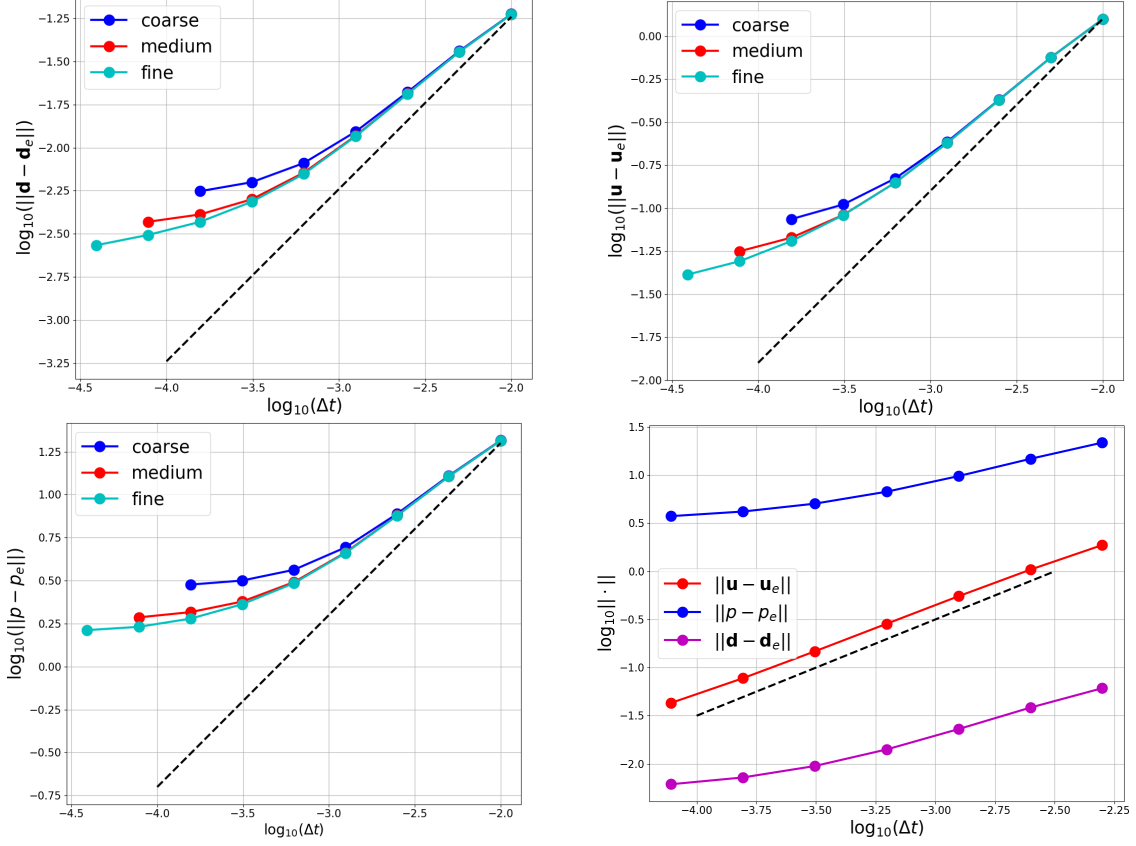 −1.25
−1.50
−1.75
−2.00
−2.25
−2.50
−2.75
−3.00
−3.25
log₁₀(||𝐝 − 𝐝ₑ||)
coarse
medium
fine
−4.5 −4.0 −3.5 −3.0 −2.5 −2.0
log₁₀(Δt)
0.00
−0.25
−0.50
−0.75
−1.00
−1.25
−1.50
−1.75
−2.00
log₁₀(||𝐮 − 𝐮ₑ||)
coarse
medium
fine
−4.5 −4.0 −3.5 −3.0 −2.5 −2.0
log₁₀(Δt)
1.25
1.00
0.75
0.50
0.25
0.00
−0.25
−0.50
−0.75
log₁₀(||p − pₑ||)
coarse
medium
fine
−4.5 −4.0 −3.5 −3.0 −2.5 −2.0
log₁₀(Δt)
1.5
1.0
0.5
0.0
−0.5
−1.0
−1.5
−2.0
log₁₀|| · ||
||𝐮 − 𝐮ₑ||
||p − pₑ||
||𝐝 − 𝐝ₑ||
−4.00 −3.75 −3.50 −3.25 −3.00 −2.75 −2.50 −2.25
log₁₀(Δt)